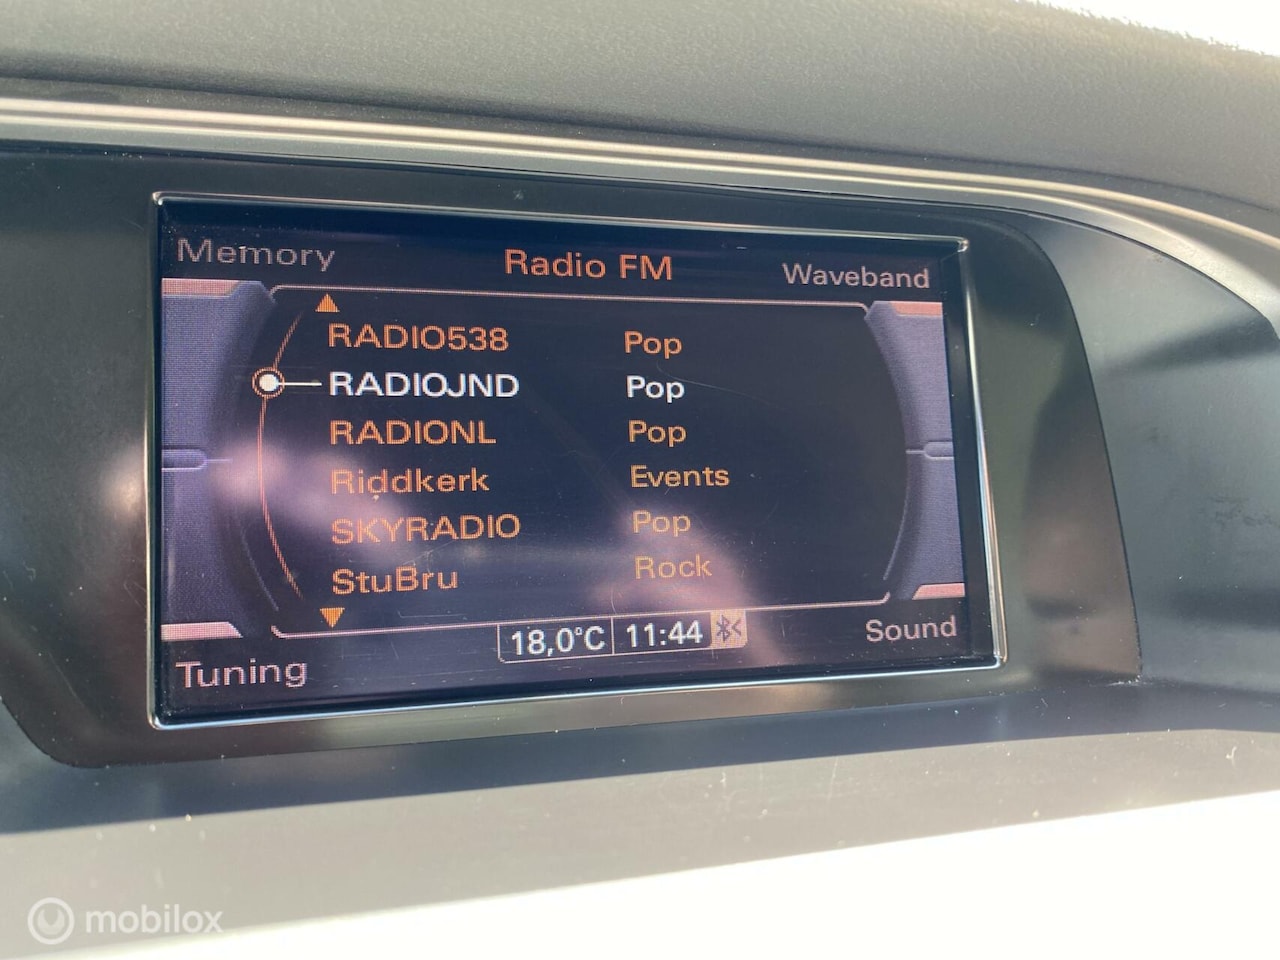 Memory Radio FM Waveband
RADIO538 Pop
RADIOJND Pop
RADIONL Pop
Riddkerk Events
SKYRADIO Pop
StuBru Rock
18,0°C 11:44
Tuning Sound
mobilox